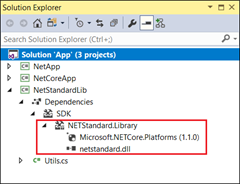 Solution Explorer
Search Solution Explorer (Ctrl+;)
Solution 'App' (3 projects)
NetApp
C# NetCoreApp
C# NetStandardLib
Dependencies
SDK
NETStandard.Library
Microsoft.NETCore.Platforms (1.1.0)
netstandard.dll
C# Utils.cs